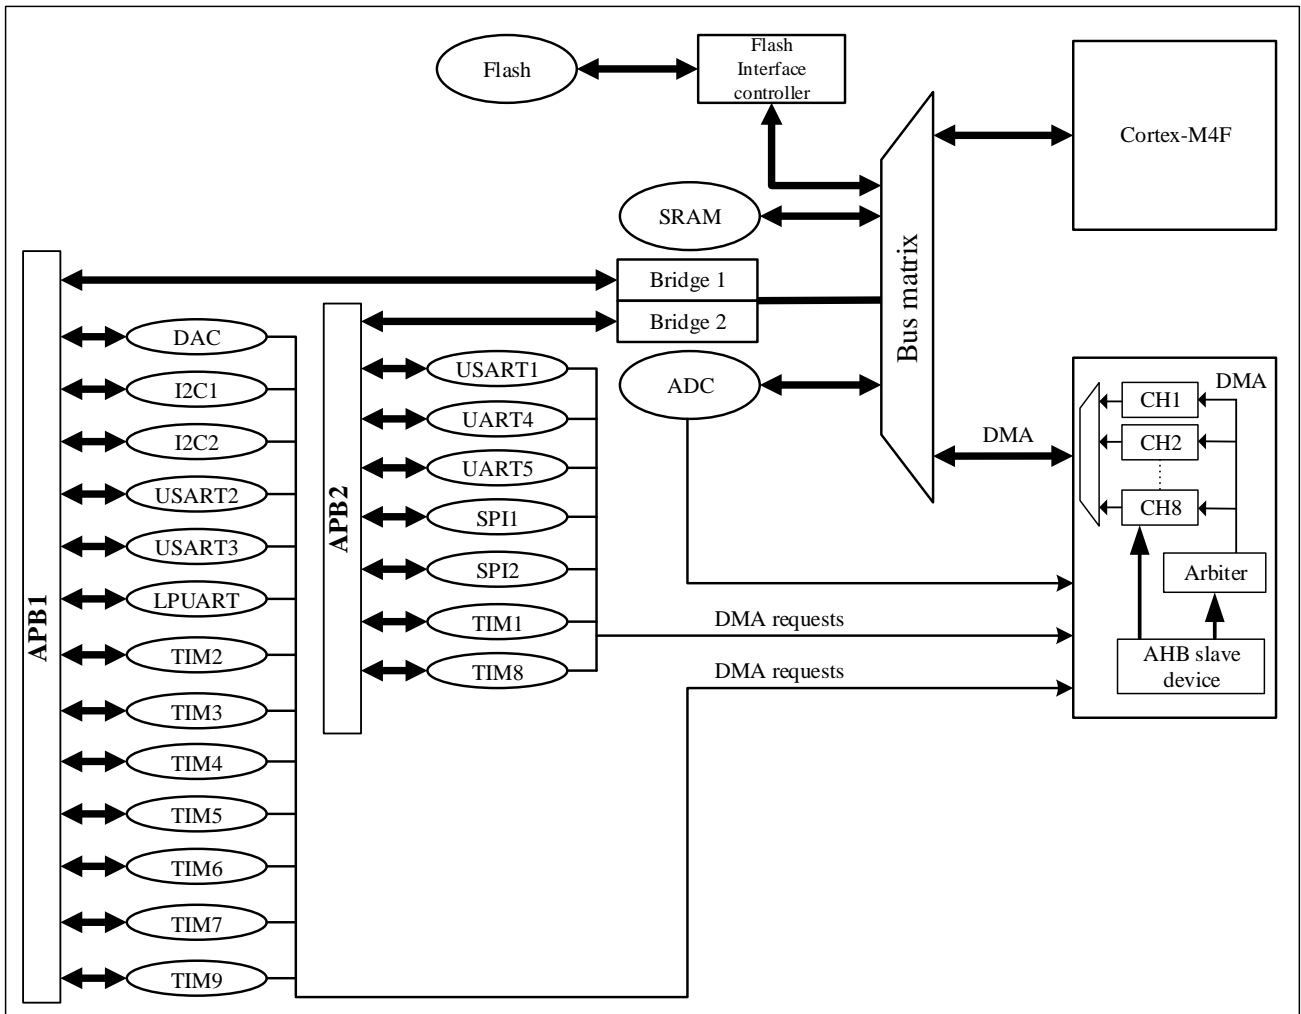 Flash
Flash
Interface
controller
Cortex-M4F
SRAM
Bus matrix
Bridge 1
Bridge 2
ADC
APB1
DAC
I2C1
I2C2
USART2
USART3
LPUART
TIM2
TIM3
TIM4
TIM5
TIM6
TIM7
TIM9
APB2
USART1
UART4
UART5
SPI1
SPI2
TIM1
TIM8
DMA
DMA requests
DMA requests
DMA
CH1
CH2
CH8
Arbiter
AHB slave
device